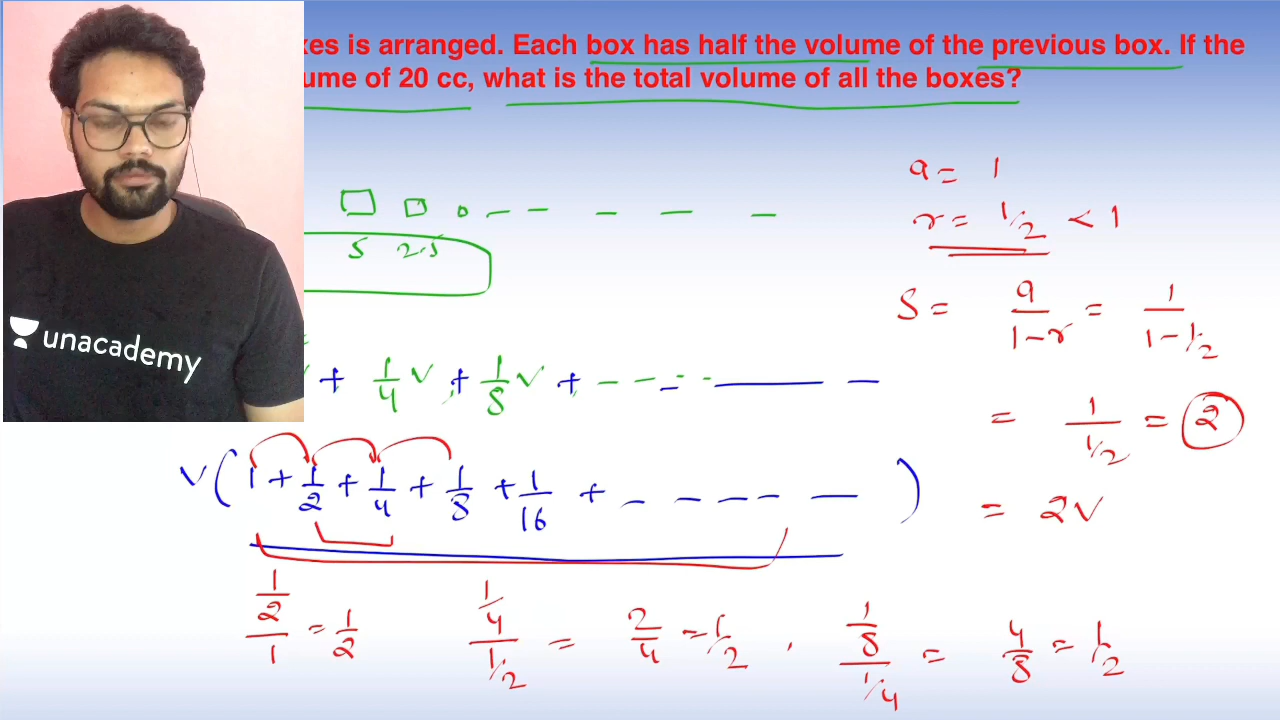 xes is arranged. Each box has half the volume of the previous box. If the
ume of 20 cc, what is the total volume of all the boxes?
a = 1
r = 1/2 < 1
5 2.5
S = a/(1-r) = 1/(1-1/2)
unacademy
+ 1/4 v + 1/8 v + - - - - —— —
= 1/(1/2) = 2
v(1 + 1/2 + 1/4 + 1/8 + 1/16 + - - - - — )
= 2v
(1/2)/1 = 1/2 (1/4)/(1/2) = 2/4 = 1/2 , (1/8)/(1/4) = 4/8 = 1/2